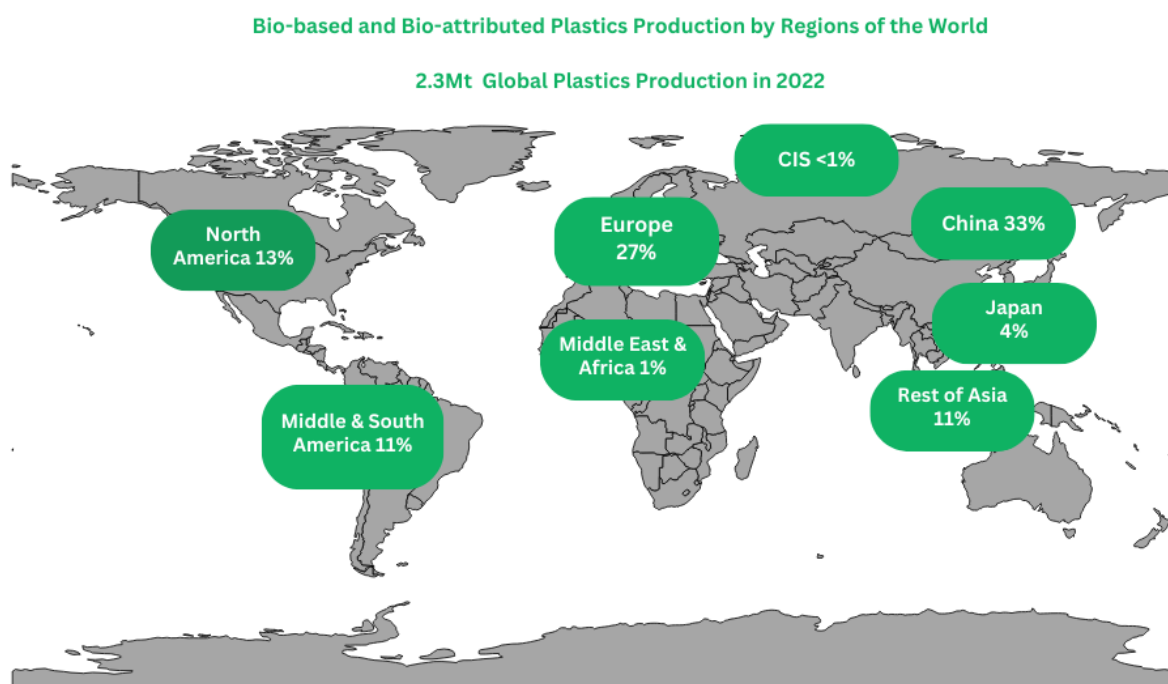 Bio-based and Bio-attributed Plastics Production by Regions of the World
2.3Mt Global Plastics Production in 2022
CIS <1%
North
America 13%
Europe
27%
China 33%
Japan
4%
Middle East &
Africa 1%
Rest of Asia
11%
Middle & South
America 11%